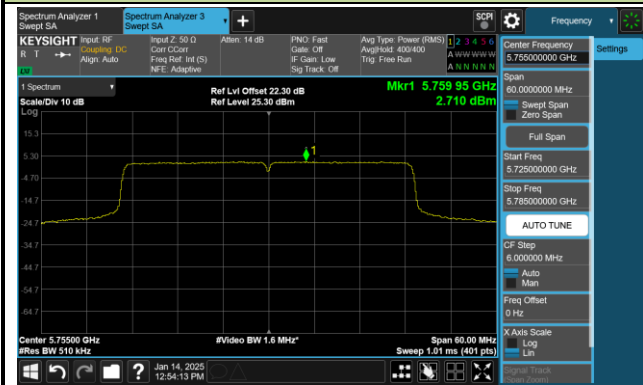 Spectrum Analyzer 1
Swept SA
Spectrum Analyzer 3
Swept SA
SCPI
Frequency
KEYSIGHT
R T
Input: RF
Coupling: DC
Align: Auto
Input Z: 50 Ω
Corr CCorr
Freq Ref: Int (S)
NFE: Adaptive
Atten: 14 dB
PNO: Fast
Gate: Off
IF Gain: Low
Sig Track: Off
Avg Type: Power (RMS)
Avg|Hold: 400/400
Trig: Free Run
1 2 3 4 5 6
A W W W W W
A N N N N N
1 Spectrum
Scale/Div 10 dB
Log
Ref Lvl Offset 22.30 dB
Ref Level 25.30 dBm
Mkr1 5.759 95 GHz
2.710 dBm
15.3
5.30
-4.70
-14.7
-24.7
-34.7
-44.7
-54.7
-64.7
1
Center 5.75500 GHz
#Res BW 510 kHz
#Video BW 1.6 MHz*
Span 60.00 MHz
Sweep 1.01 ms (401 pts)
Jan 14, 2025
12:54:13 PM
Center Frequency
5.755000000 GHz
Span
60.0000000 MHz
Swept Span
Zero Span
Full Span
Start Freq
5.725000000 GHz
Stop Freq
5.785000000 GHz
AUTO TUNE
CF Step
6.000000 MHz
Auto
Man
Freq Offset
0 Hz
X Axis Scale
Log
Lin
Signal Track
(Span Zoom)
Settings